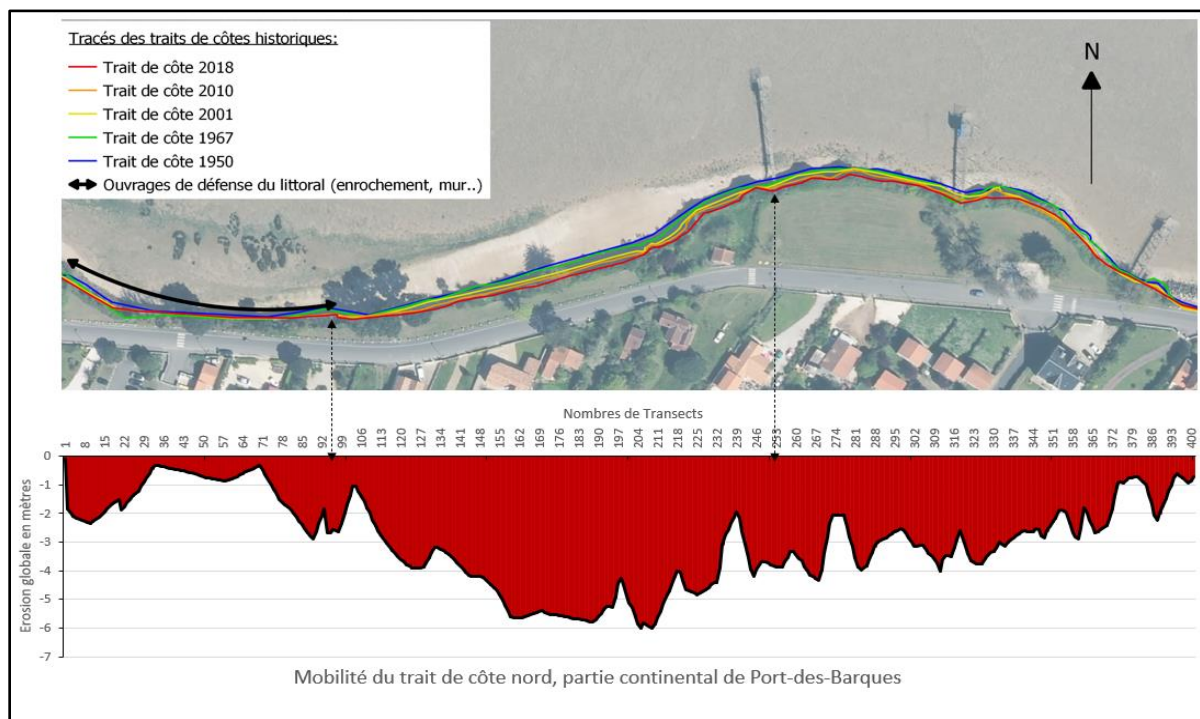 Tracés des traits de côtes historiques:
Trait de côte 2018
Trait de côte 2010
Trait de côte 2001
Trait de côte 1967
Trait de côte 1950
Ouvrages de défense du littoral (enrochement, mur..)
N
Nombres de Transects
1 8 15 22 29 36 43 50 57 64 71 78 85 92 99 106 113 120 127 134 141 148 155 162 169 176 183 190 197 204 211 218 225 232 239 246 253 260 267 274 281 288 295 302 309 316 323 330 337 344 351 358 365 372 379 386 393 400
0
-1
-2
-3
-4
-5
-6
-7
Erosion globale en mètres
Mobilité du trait de côte nord, partie continental de Port-des-Barques